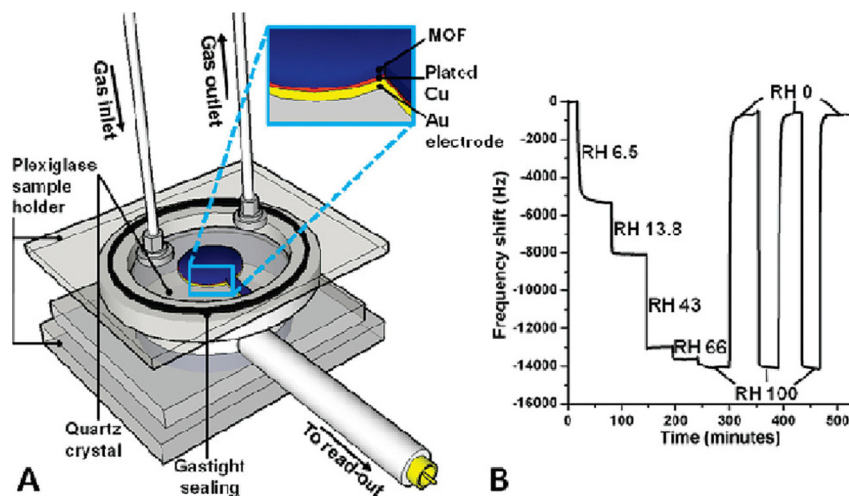 MOF
Plated
Cu
Au
electrode
Gas inlet
Gas outlet
Plexiglass
sample
holder
Quartz
crystal
Gastight
sealing
To read-out
A
RH 0
0
-2000
-4000
-6000
-8000
-10000
-12000
-14000
-16000
Frequency shift (Hz)
RH 6.5
RH 13.8
RH 43
RH 66
RH 100
0
100
200
300
400
500
Time (minutes)
B